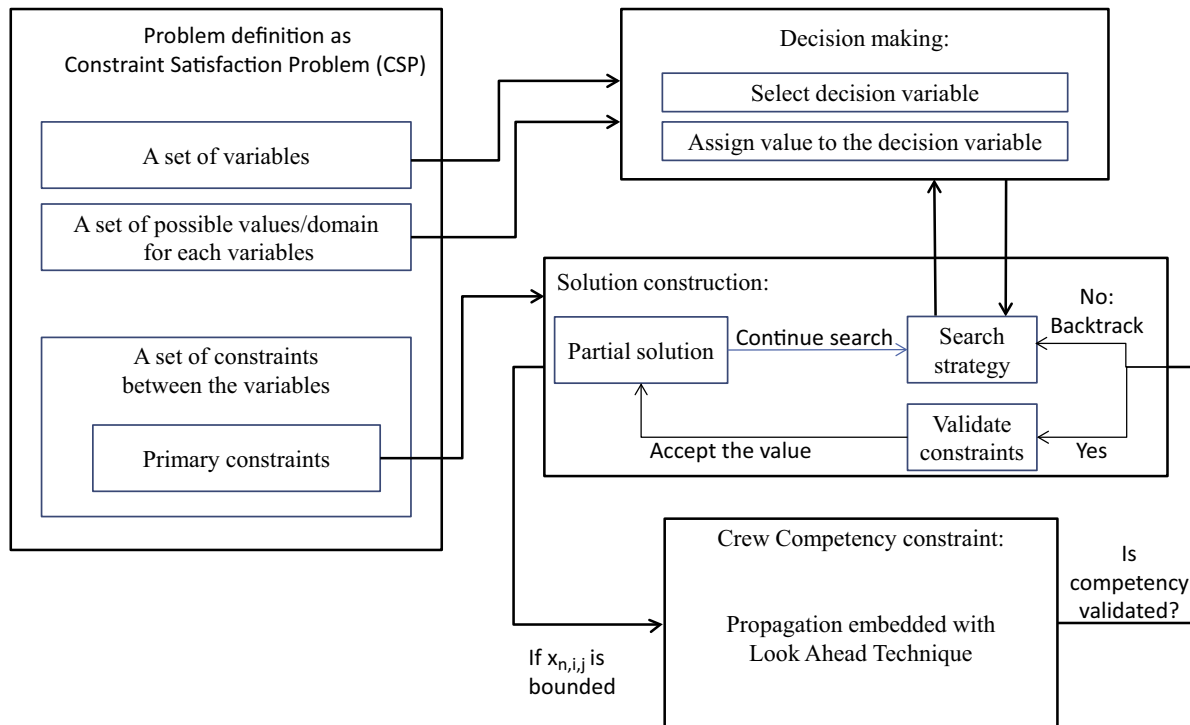 Problem definition as
Constraint Satisfaction Problem (CSP)
A set of variables
A set of possible values/domain
for each variables
A set of constraints
between the variables
Primary constraints
Decision making:
Select decision variable
Assign value to the decision variable
Solution construction:
Partial solution
Continue search
Search
strategy
No:
Backtrack
Accept the value
Validate
constraints
Yes
Crew Competency constraint:
Propagation embedded with
Look Ahead Technique
If x_{n,i,j} is
bounded
Is
competency
validated?